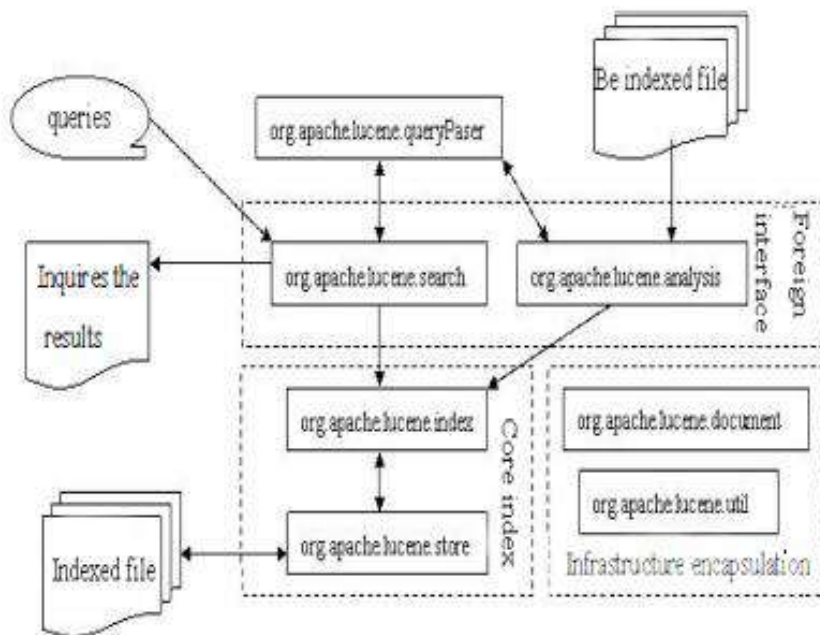 Be indexed file
queries
org.apache.lucene.queryPaser
Foreign
interface
org.apache.lucene.search
org.apache.lucene.analysis
Inquires the
results
org.apache.lucene.index
Core index
org.apache.lucene.document
org.apache.lucene.util
org.apache.lucene.store
Indexed file
Infrastructure encapsulation